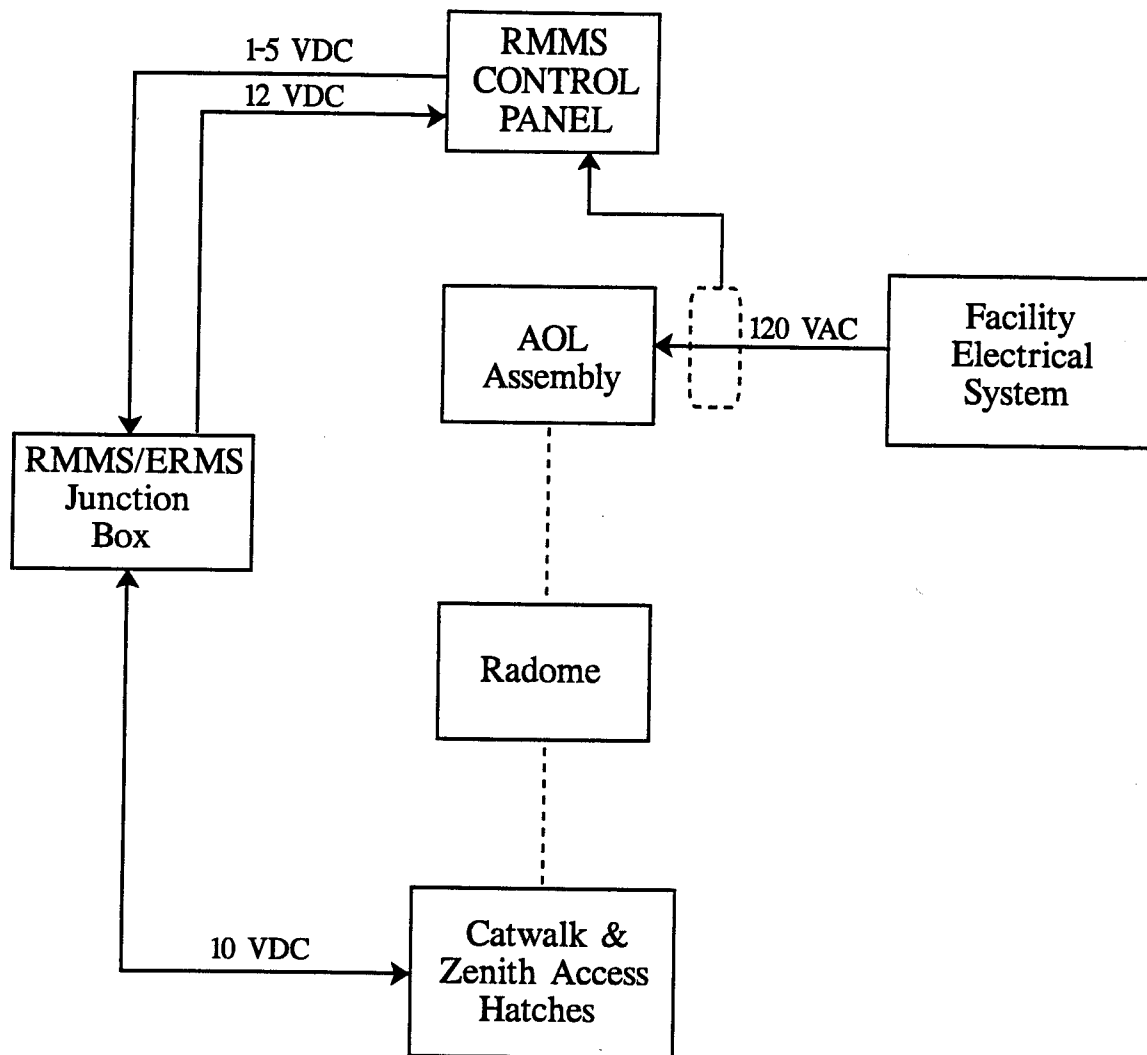 1-5 VDC
12 VDC
RMMS
CONTROL
PANEL
AOL
Assembly
120 VAC
Facility
Electrical
System
RMMS/ERMS
Junction
Box
Radome
10 VDC
Catwalk &
Zenith Access
Hatches